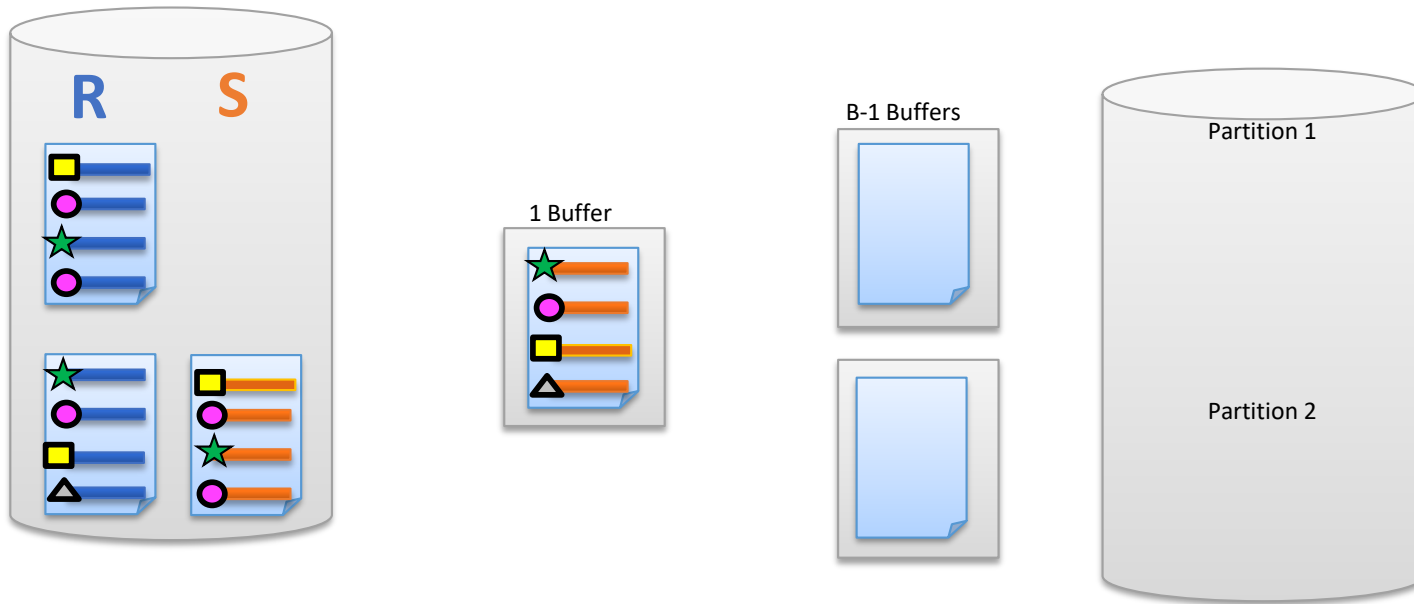 R S
B-1 Buffers
Partition 1
1 Buffer
Partition 2